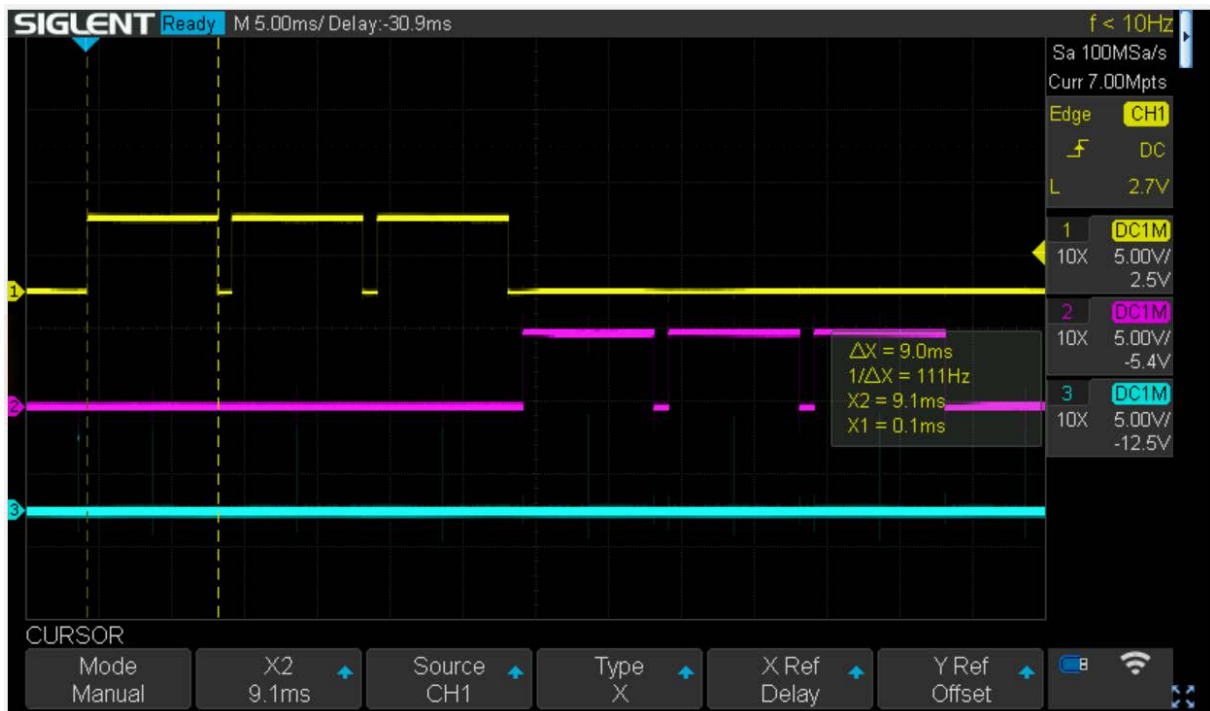 SIGLENT Ready M 5.00ms/ Delay:-30.9ms f < 10Hz
Sa 100MSa/s
Curr 7.00Mpts
Edge CH1
DC
L 2.7V
1 DC1M
10X 5.00V/
2.5V
2 DC1M
10X 5.00V/
-5.4V
3 DC1M
10X 5.00V/
-12.5V
1
2
3
ΔX = 9.0ms
1/ΔX = 111Hz
X2 = 9.1ms
X1 = 0.1ms
CURSOR
Mode
Manual
X2
9.1ms
Source
CH1
Type
X
X Ref
Delay
Y Ref
Offset